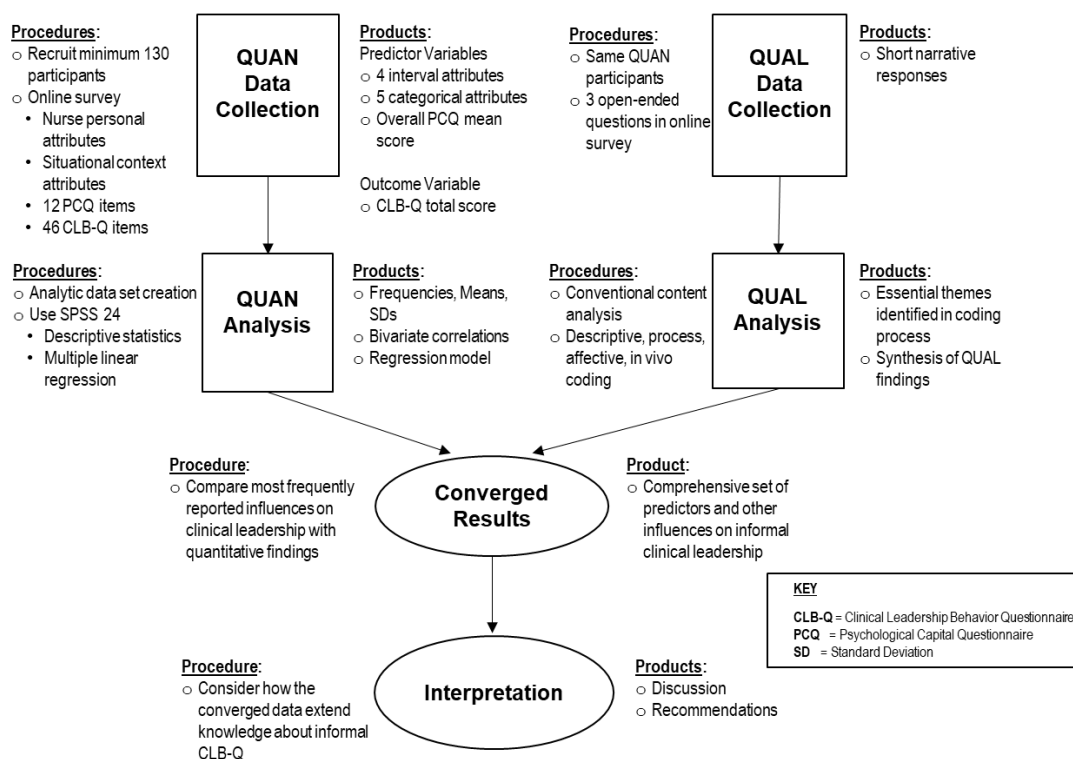 Procedures:
○ Recruit minimum 130
participants
○ Online survey
• Nurse personal
attributes
• Situational context
attributes
• 12 PCQ items
• 46 CLB-Q items
QUAN
Data
Collection
Products:
Predictor Variables
○ 4 interval attributes
○ 5 categorical attributes
○ Overall PCQ mean
score
Outcome Variable
○ CLB-Q total score
Procedures:
○ Same QUAN
participants
○ 3 open-ended
questions in online
survey
QUAL
Data
Collection
Products:
○ Short narrative
responses
Procedures:
○ Analytic data set creation
○ Use SPSS 24
• Descriptive statistics
• Multiple linear
regression
QUAN
Analysis
Products:
○ Frequencies, Means,
SDs
○ Bivariate correlations
○ Regression model
Procedures:
○ Conventional content
analysis
○ Descriptive, process,
affective, in vivo
coding
QUAL
Analysis
Products:
○ Essential themes
identified in coding
process
○ Synthesis of QUAL
findings
Procedure:
○ Compare most frequently
reported influences on
clinical leadership with
quantitative findings
Converged
Results
Product:
○ Comprehensive set of
predictors and other
influences on informal
clinical leadership
KEY
CLB-Q = Clinical Leadership Behavior Questionnaire
PCQ = Psychological Capital Questionnaire
SD = Standard Deviation
Procedure:
○ Consider how the
converged data extend
knowledge about informal
CLB-Q
Interpretation
Products:
○ Discussion
○ Recommendations